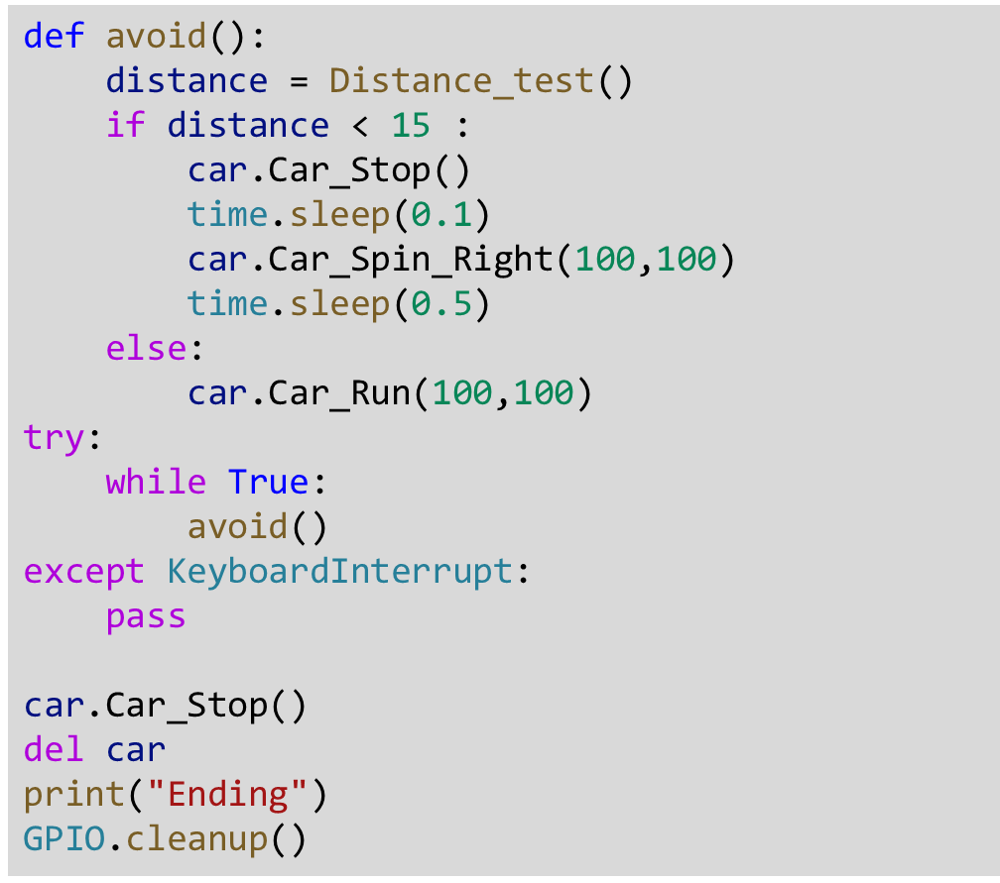 def avoid():
    distance = Distance_test()
    if distance < 15 :
        car.Car_Stop()
        time.sleep(0.1)
        car.Car_Spin_Right(100,100)
        time.sleep(0.5)
    else:
        car.Car_Run(100,100)
try:
    while True:
        avoid()
except KeyboardInterrupt:
    pass

car.Car_Stop()
del car
print("Ending")
GPIO.cleanup()